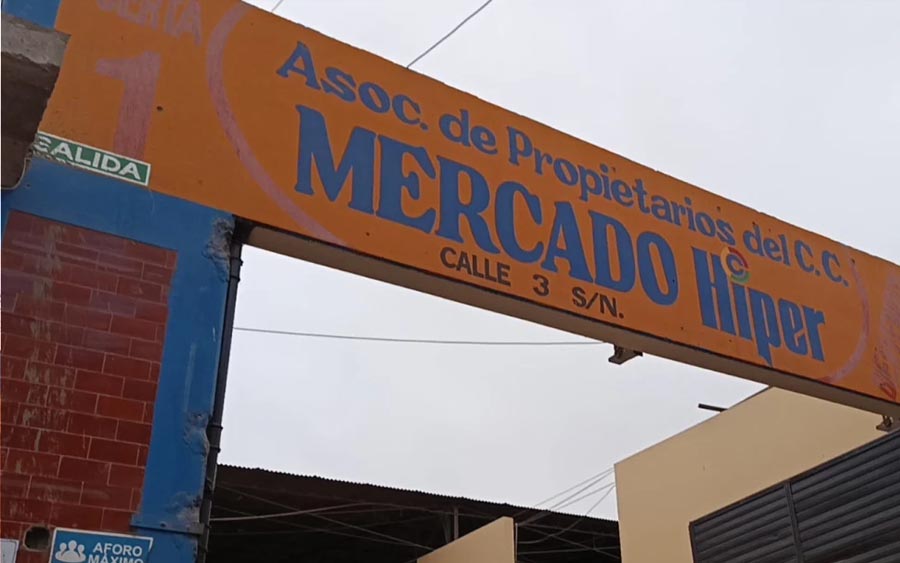 1
SALIDA
Asoc. de Propietarios del C.C.
MERCADO Hiper
CALLE 3 S/N.
AFORO
MÁXIMO